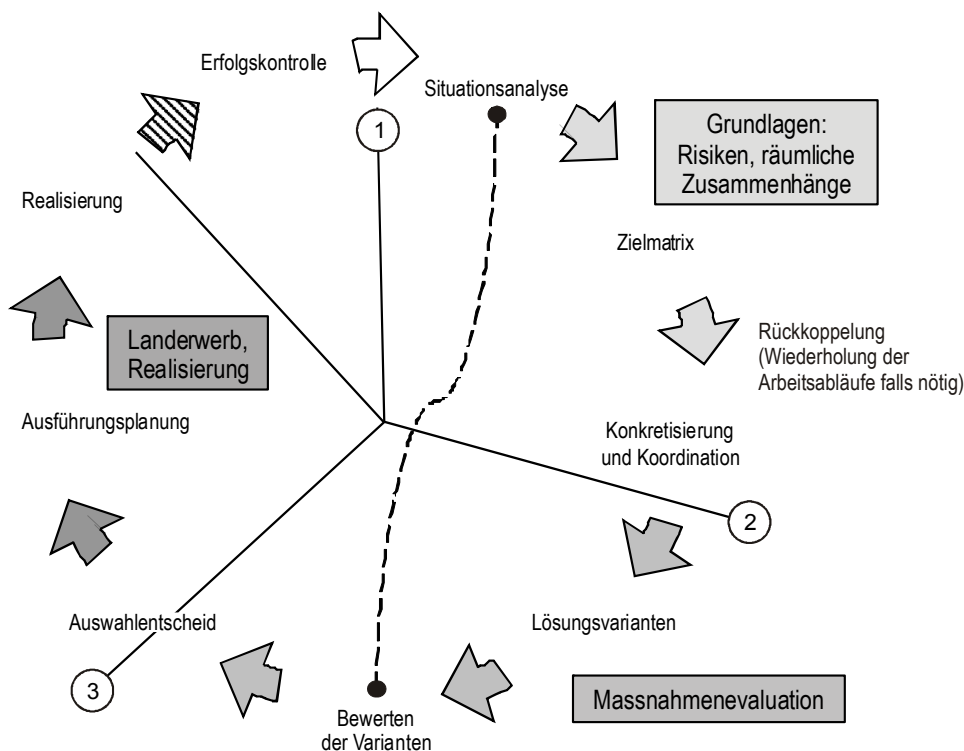 Erfolgskontrolle
1
Situationsanalyse
Grundlagen:
Risiken, räumliche
Zusammenhänge
Realisierung
Zielmatrix
Landerwerb,
Realisierung
Rückkoppelung
(Wiederholung der
Arbeitsabläufe falls nötig)
Ausführungsplanung
Konkretisierung
und Koordination
2
Auswahlentscheid
Lösungsvarianten
3
Massnahmenevaluation
Bewerten
der Varianten